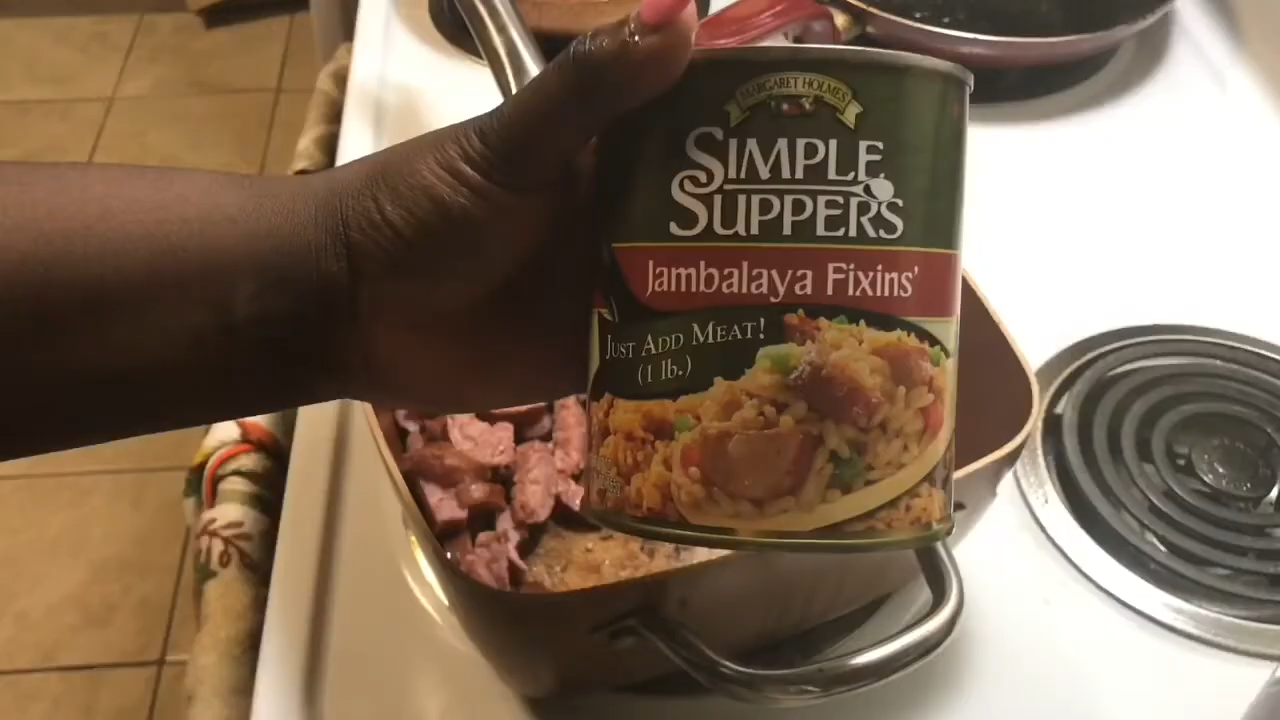 MARGARET HOLMES
SIMPLE
SUPPERS
Jambalaya Fixins'
JUST ADD MEAT!
(1 lb.)